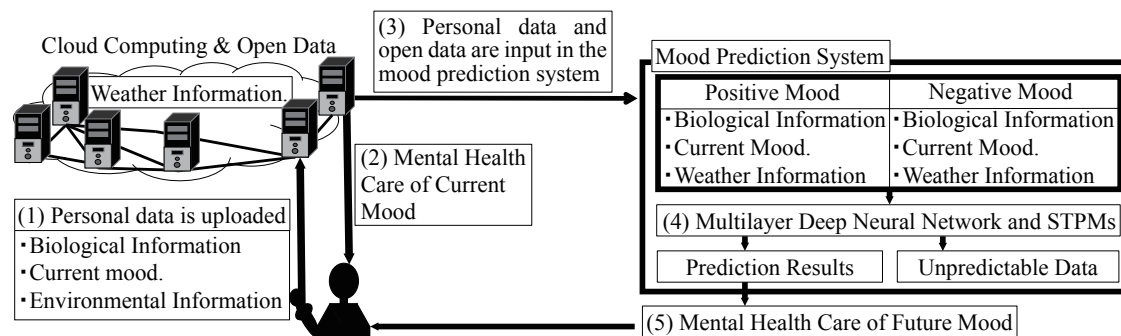 Cloud Computing & Open Data
Weather Information
(1) Personal data is uploaded
・Biological Information
・Current mood.
・Environmental Information
(2) Mental Health
Care of Current
Mood
(3) Personal data and
open data are input in the
mood prediction system
Mood Prediction System
Positive Mood
・Biological Information
・Current Mood.
・Weather Information
Negative Mood
・Biological Information
・Current Mood.
・Weather Information
(4) Multilayer Deep Neural Network and STPMs
Prediction Results
Unpredictable Data
(5) Mental Health Care of Future Mood